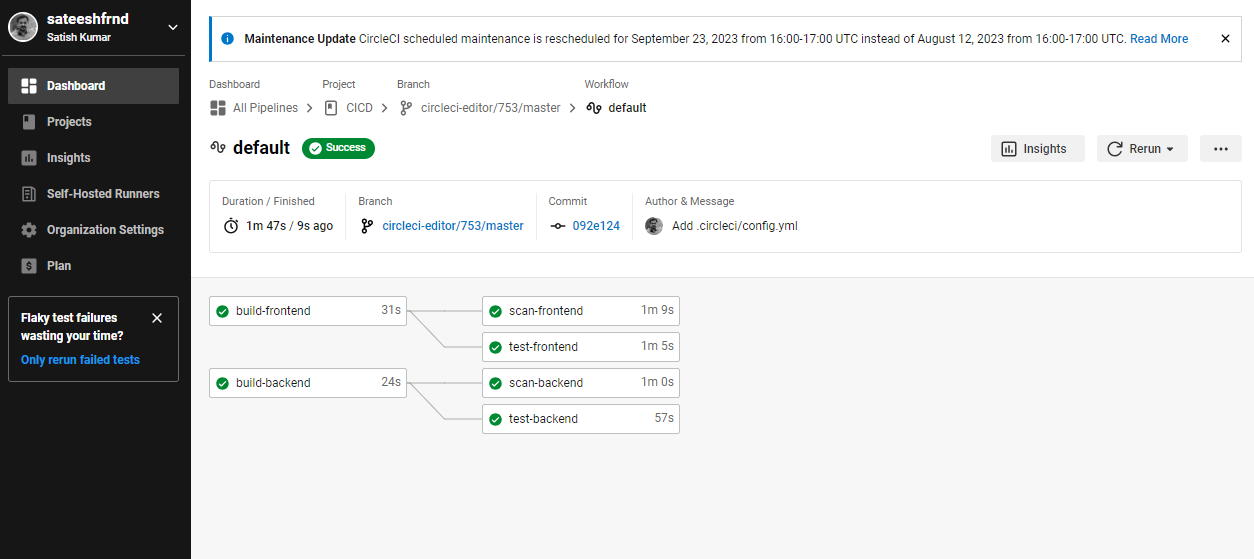 sateeshfrnd
Satish Kumar
Dashboard
Projects
Insights
Self-Hosted Runners
Organization Settings
Plan
Flaky test failures
wasting your time?
Only rerun failed tests
Maintenance Update CircleCI scheduled maintenance is rescheduled for September 23, 2023 from 16:00-17:00 UTC instead of August 12, 2023 from 16:00-17:00 UTC. Read More
Dashboard Project Branch Workflow
All Pipelines CICD circleci-editor/753/master default
default Success
Insights Rerun
Duration / Finished Branch Commit Author & Message
1m 47s / 9s ago circleci-editor/753/master 092e124 Add .circleci/config.yml
build-frontend 31s scan-frontend 1m 9s
test-frontend 1m 5s
build-backend 24s scan-backend 1m 0s
test-backend 57s